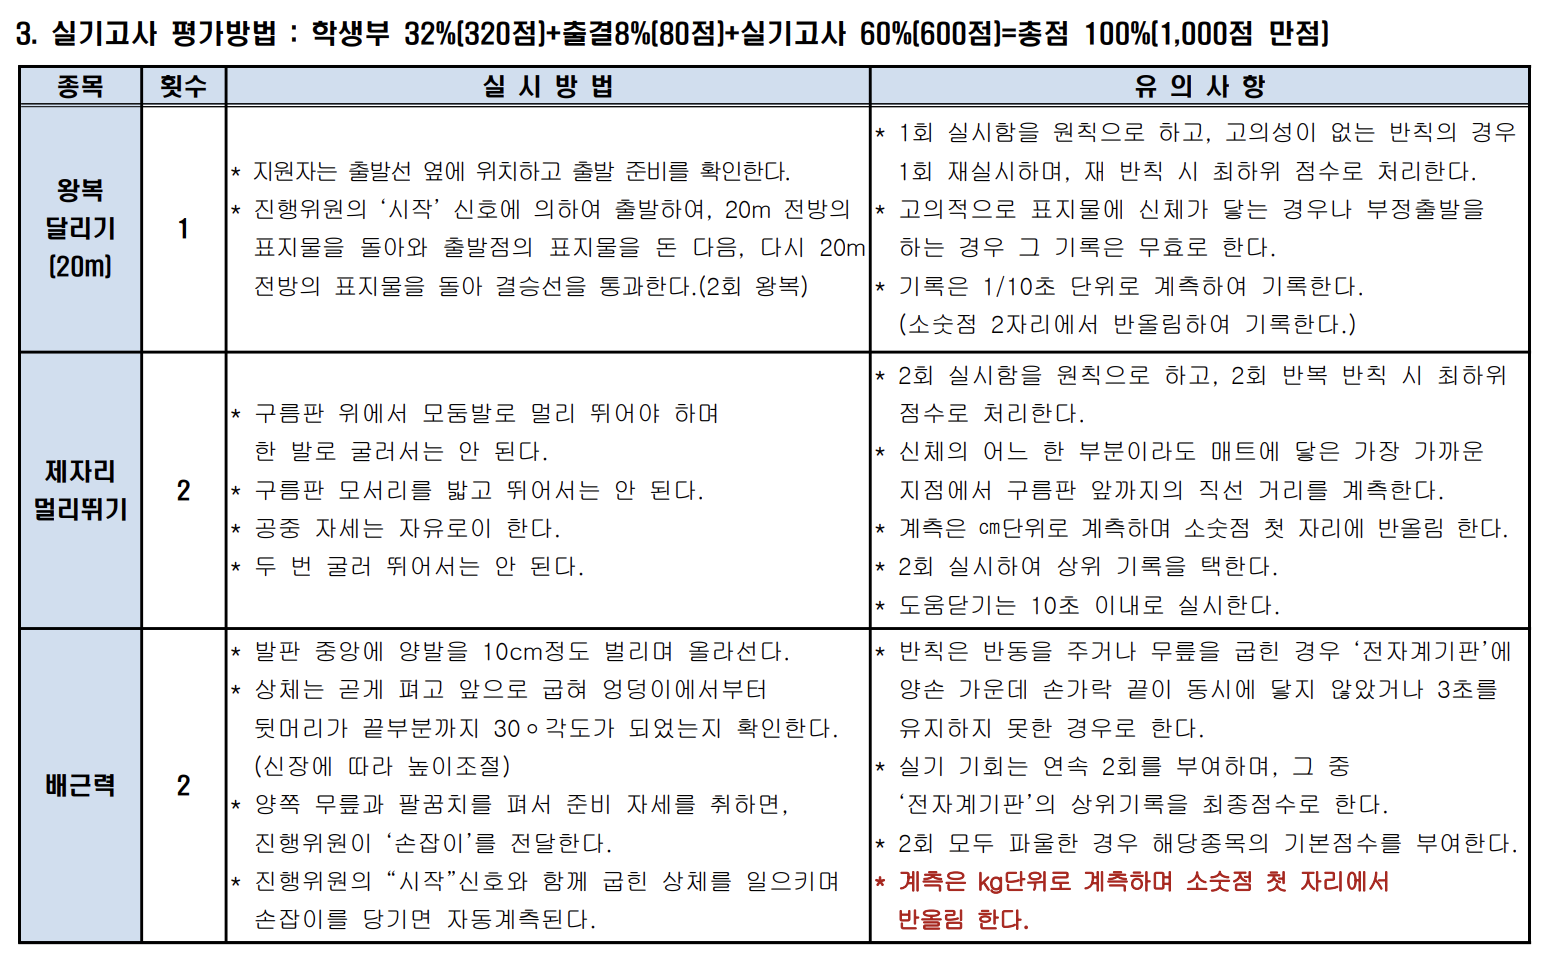 3. 실기고사 평가방법 : 학생부 32%(320점)+출결8%(80점)+실기고사 60%(600점)=총점 100%(1,000점 만점)
종목 횟수 실 시 방 법 유 의 사 항
왕복
달리기
(20m)
1
* 지원자는 출발선 옆에 위치하고 출발 준비를 확인한다.
* 진행위원의 ‘시작’ 신호에 의하여 출발하여, 20m 전방의
표지물을 돌아와 출발점의 표지물을 돈 다음, 다시 20m
전방의 표지물을 돌아 결승선을 통과한다.(2회 왕복)
* 1회 실시함을 원칙으로 하고, 고의성이 없는 반칙의 경우
1회 재실시하며, 재 반칙 시 최하위 점수로 처리한다.
* 고의적으로 표지물에 신체가 닿는 경우나 부정출발을
하는 경우 그 기록은 무효로 한다.
* 기록은 1/10초 단위로 계측하여 기록한다.
(소숫점 2자리에서 반올림하여 기록한다.)
제자리
멀리뛰기
2
* 구름판 위에서 모둠발로 멀리 뛰어야 하며
한 발로 굴러서는 안 된다.
* 구름판 모서리를 밟고 뛰어서는 안 된다.
* 공중 자세는 자유로이 한다.
* 두 번 굴러 뛰어서는 안 된다.
* 2회 실시함을 원칙으로 하고, 2회 반복 반칙 시 최하위
점수로 처리한다.
* 신체의 어느 한 부분이라도 매트에 닿은 가장 가까운
지점에서 구름판 앞까지의 직선 거리를 계측한다.
* 계측은 ㎝단위로 계측하며 소숫점 첫 자리에 반올림 한다.
* 2회 실시하여 상위 기록을 택한다.
* 도움닫기는 10초 이내로 실시한다.
배근력
2
* 발판 중앙에 양발을 10cm정도 벌리며 올라선다.
* 상체는 곧게 펴고 앞으로 굽혀 엉덩이에서부터
뒷머리가 끝부분까지 30∘각도가 되었는지 확인한다.
(신장에 따라 높이조절)
* 양쪽 무릎과 팔꿈치를 펴서 준비 자세를 취하면,
진행위원이 ‘손잡이’를 전달한다.
* 진행위원의 “시작”신호와 함께 굽힌 상체를 일으키며
손잡이를 당기면 자동계측된다.
* 반칙은 반동을 주거나 무릎을 굽힌 경우 ‘전자계기판’에
양손 가운데 손가락 끝이 동시에 닿지 않았거나 3초를
유지하지 못한 경우로 한다.
* 실기 기회는 연속 2회를 부여하며, 그 중
‘전자계기판’의 상위기록을 최종점수로 한다.
* 2회 모두 파울한 경우 해당종목의 기본점수를 부여한다.
* 계측은 kg단위로 계측하며 소숫점 첫 자리에서
반올림 한다.